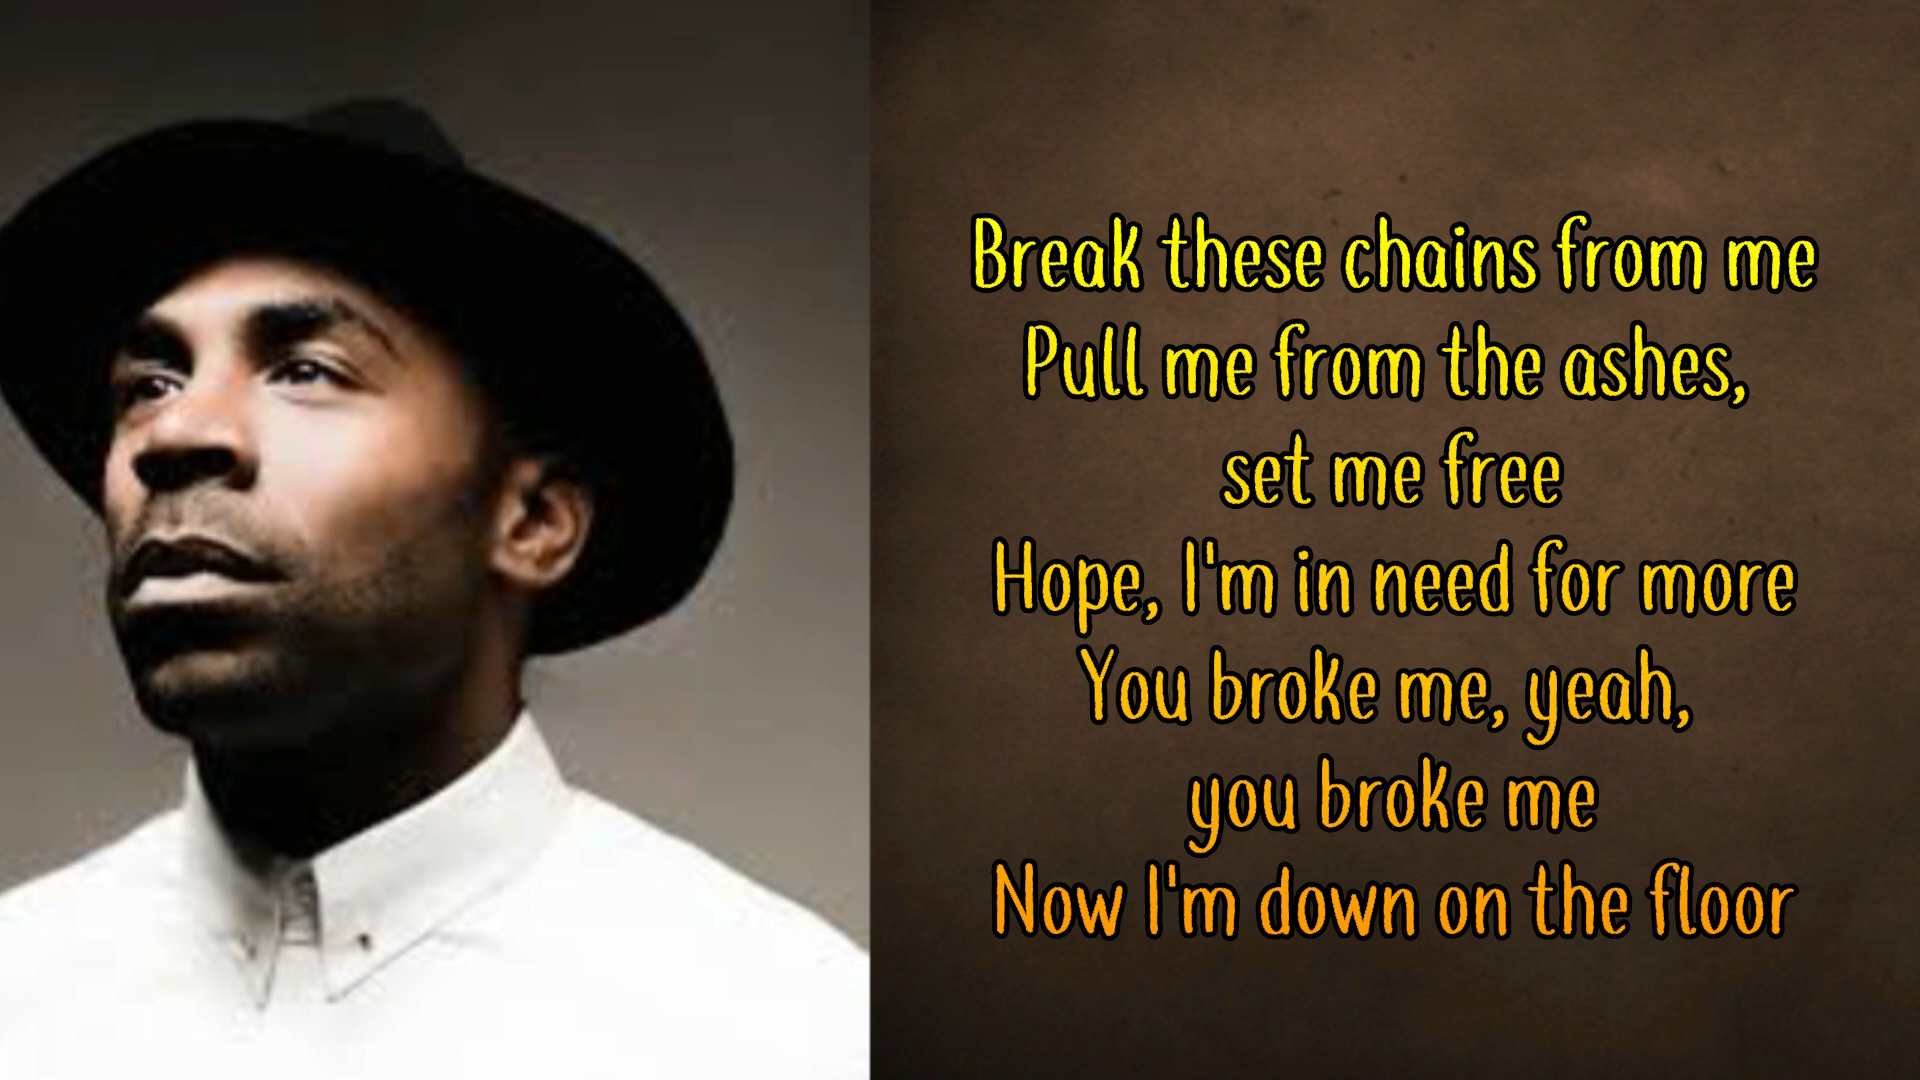 Break these chains from me
Pull me from the ashes,
set me free
Hope, I'm in need for more
You broke me, yeah,
you broke me
Now I'm down on the floor